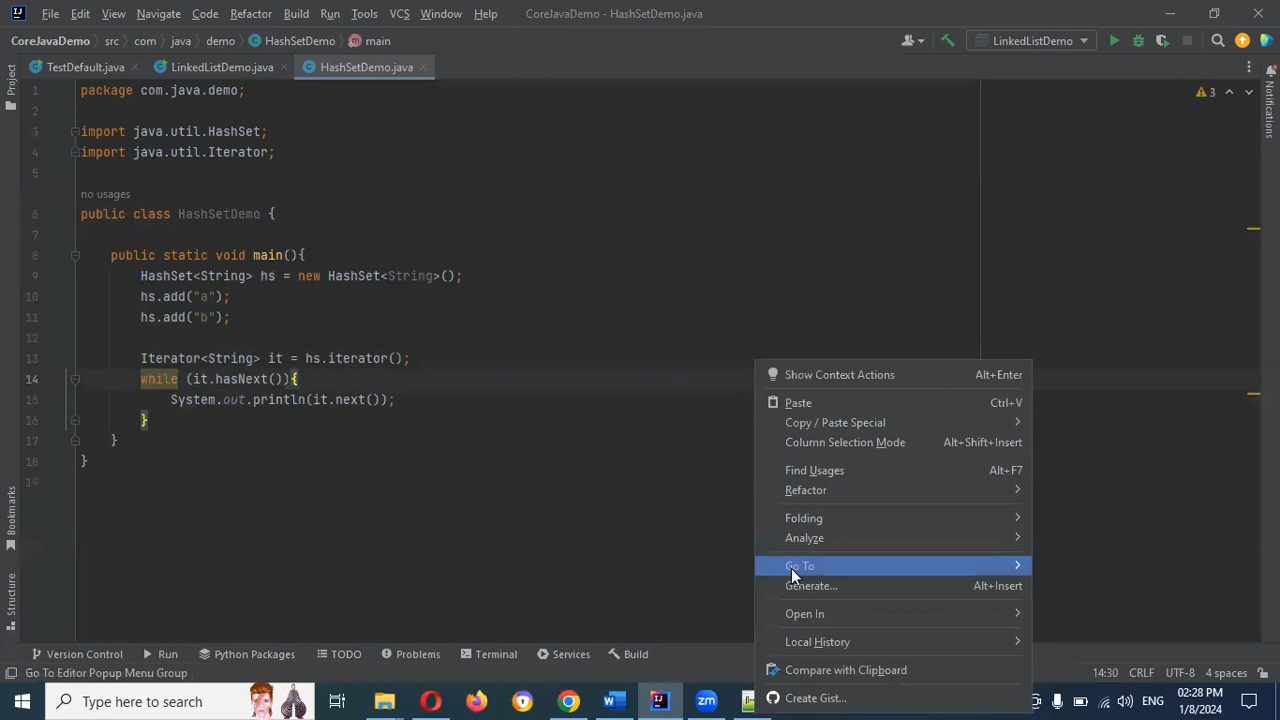 File Edit View Navigate Code Refactor Build Run Tools VCS Window Help CoreJavaDemo - HashSetDemo.java
CoreJavaDemo src com java demo HashSetDemo main LinkedListDemo
TestDefault.java LinkedListDemo.java HashSetDemo.java
Project
Notifications
3
1 package com.java.demo;
2
3 import java.util.HashSet;
4 import java.util.Iterator;
5
no usages
6 public class HashSetDemo {
7
8 public static void main(){
9 HashSet<String> hs = new HashSet<String>();
10 hs.add("a");
11 hs.add("b");
12
13 Iterator<String> it = hs.iterator();
14 while (it.hasNext()){
15 System.out.println(it.next());
16 }
17 }
18 }
19
Show Context Actions Alt+Enter
Paste Ctrl+V
Copy / Paste Special
Column Selection Mode Alt+Shift+Insert
Find Usages Alt+F7
Refactor
Folding
Analyze
Go To
Generate... Alt+Insert
Open In
Local History
Compare with Clipboard
Create Gist...
Bookmarks
Structure
Version Control Run Python Packages TODO Problems Terminal Services Build
Go To Editor Popup Menu Group 14:30 CRLF UTF-8 4 spaces
Type here to search zm ENG 02:28 PM
1/8/2024